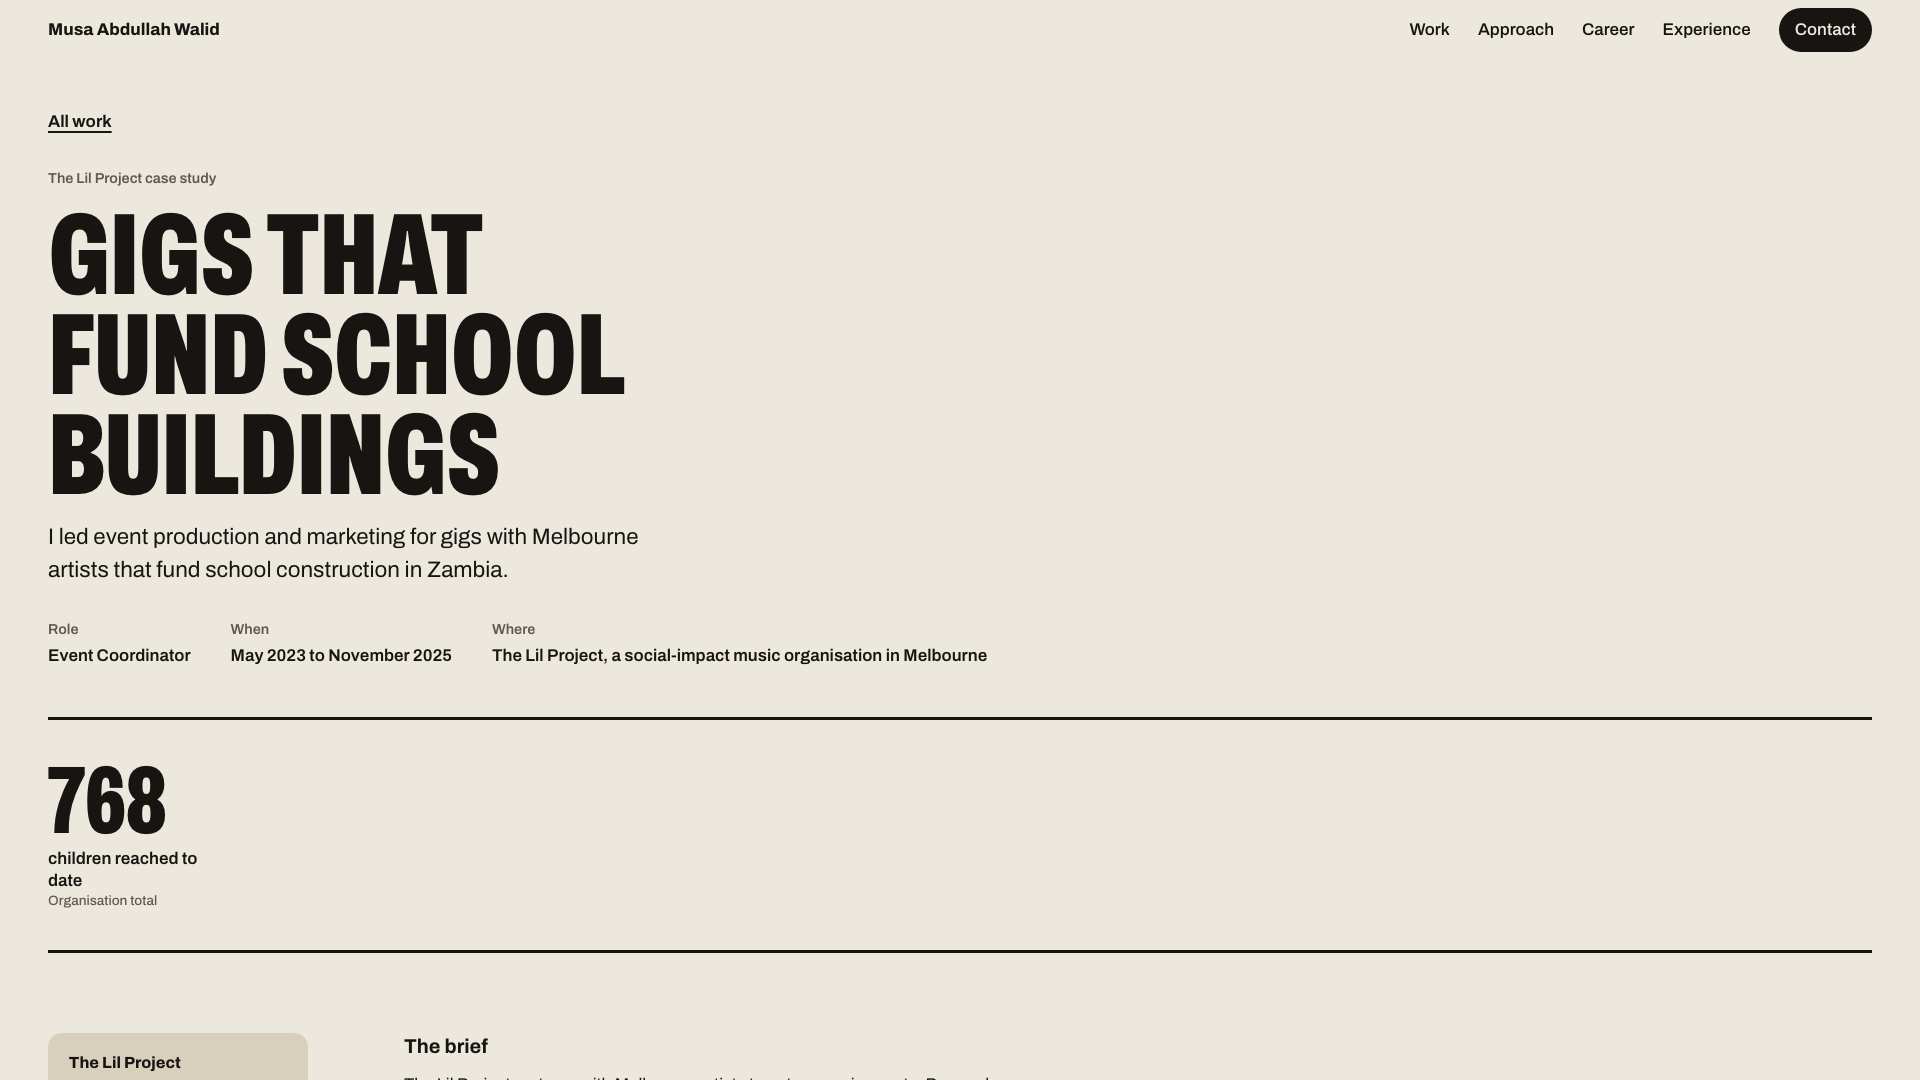 Musa Abdullah Walid
Work
Approach
Career
Experience
Contact
All work
The Lil Project case study
GIGS THAT
FUND SCHOOL
BUILDINGS
I led event production and marketing for gigs with Melbourne
artists that fund school construction in Zambia.
Role
Event Coordinator
When
May 2023 to November 2025
Where
The Lil Project, a social-impact music organisation in Melbourne
768
children reached to
date
Organisation total
The Lil Project
The brief